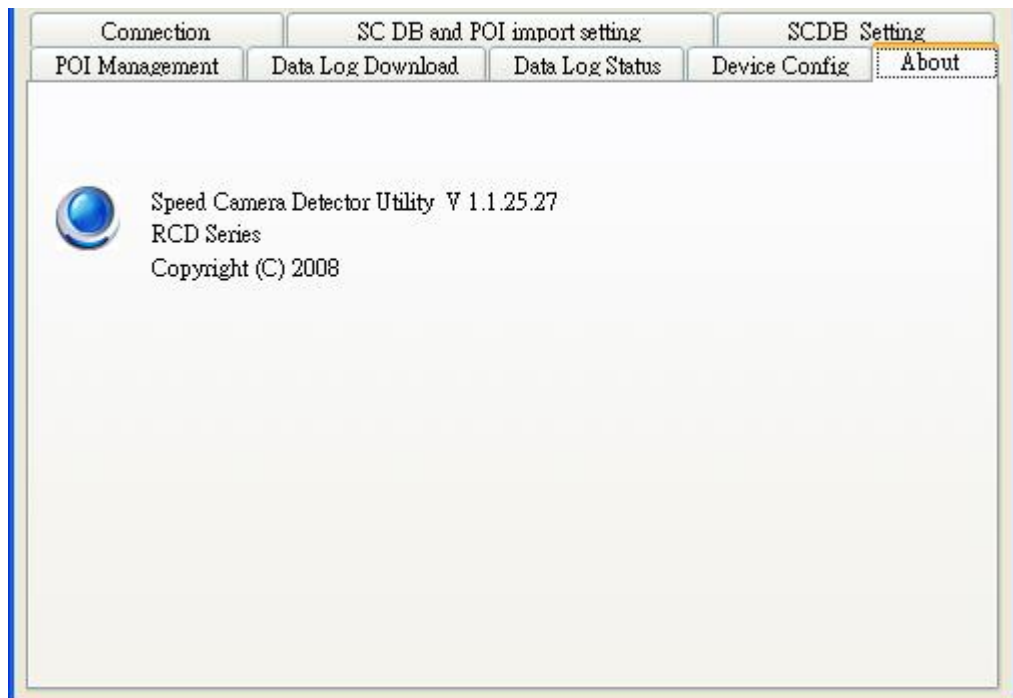 Connection SC DB and POI import setting SCDB Setting
POI Management Data Log Download Data Log Status Device Config About
Speed Camera Detector Utility V 1.1.25.27
RCD Series
Copyright (C) 2008